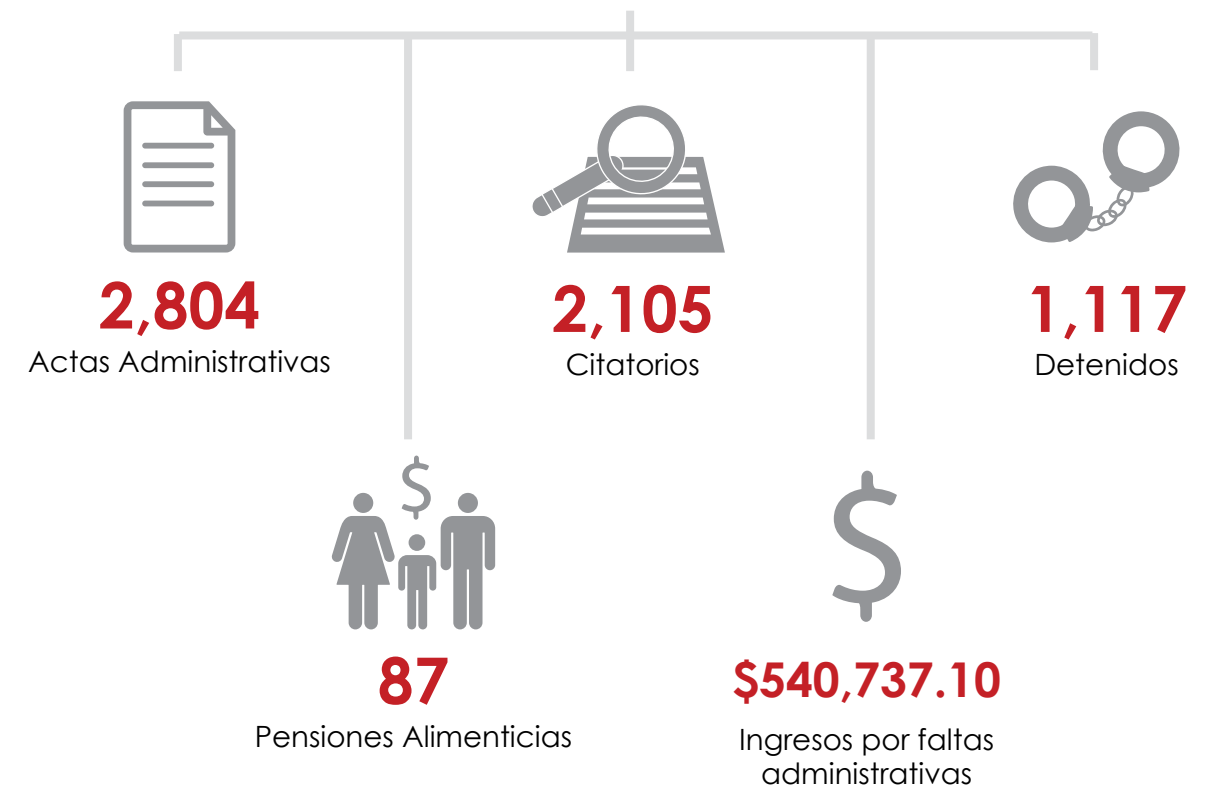 2,804
Actas Administrativas
2,105
Citatorios
1,117
Detenidos
$
87
Pensiones Alimenticias
$
$540,737.10
Ingresos por faltas
administrativas